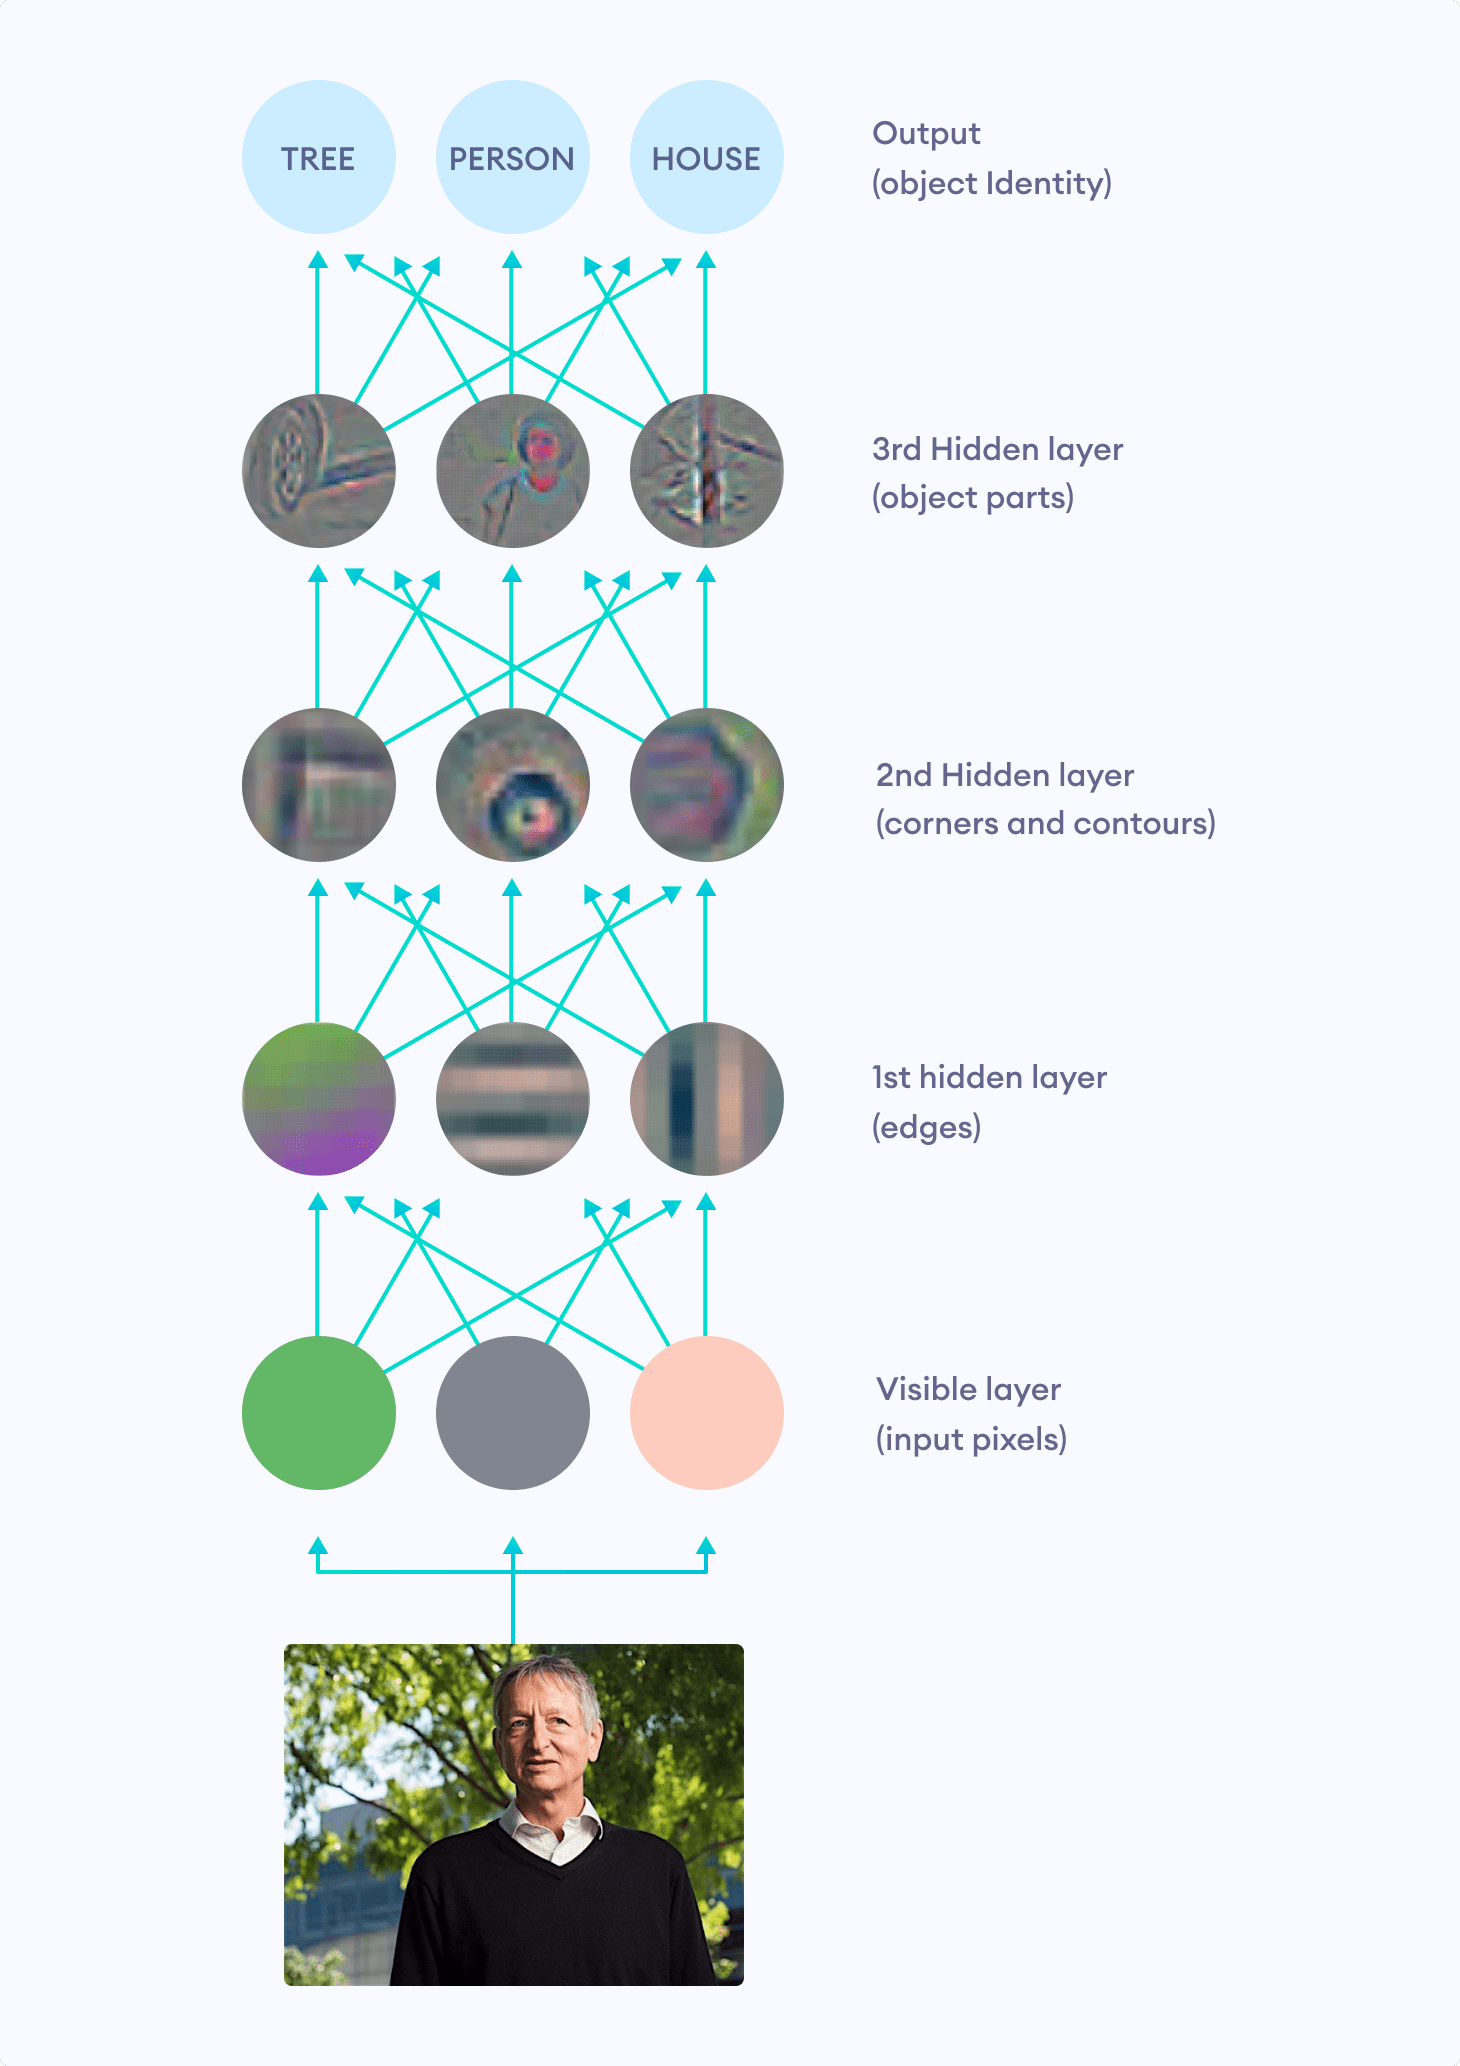 TREE
PERSON
HOUSE
Output
(object Identity)
3rd Hidden layer
(object parts)
2nd Hidden layer
(corners and contours)
1st hidden layer
(edges)
Visible layer
(input pixels)